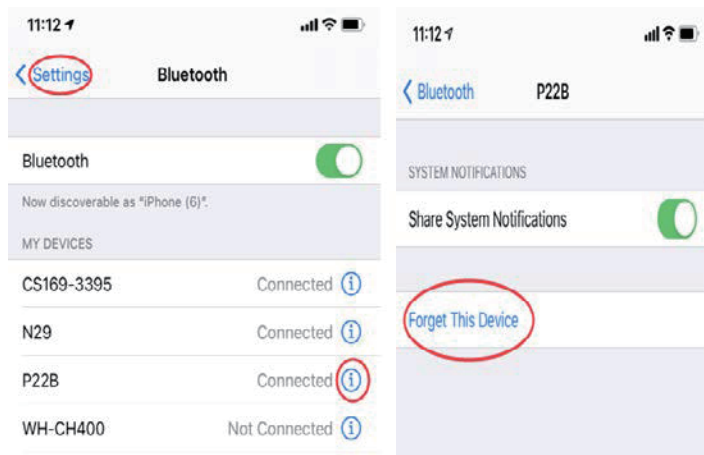 11:12
Settings
Bluetooth
Bluetooth
Now discoverable as "iPhone (6)".
MY DEVICES
CS169-3395 Connected
N29 Connected
P22B Connected
WH-CH400 Not Connected
11:12
Bluetooth
P22B
SYSTEM NOTIFICATIONS
Share System Notifications
Forget This Device